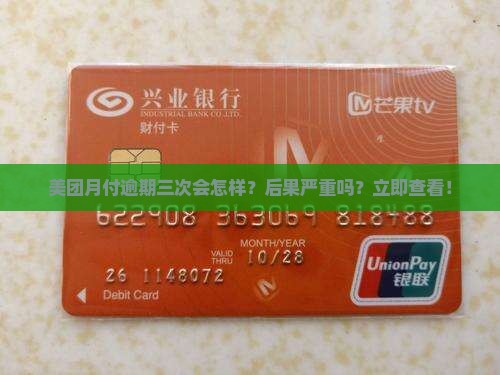 兴业银行
INDUSTRIAL BANK CO.,LTD.
财付卡
芒果tv
美团月付逾期三次会怎样？后果严重吗？立即查看！
622908 363069 818488
MONTH/YEAR
VALID THRU 10/28
26 1148072
Debit Card
UnionPay
银联